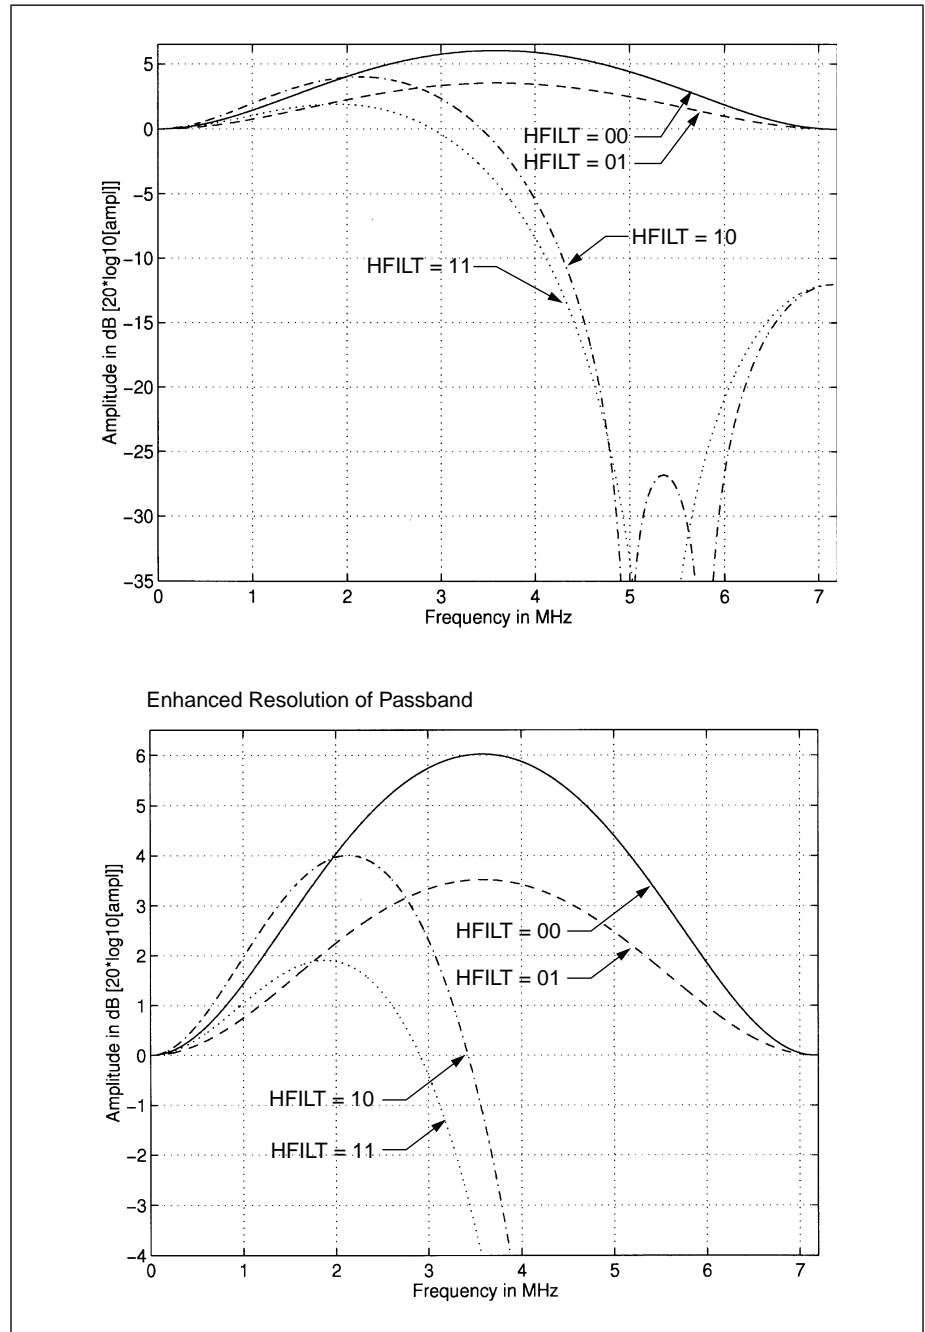 5
0
−5
−10
−15
−20
−25
−30
−35
Amplitude in dB [20*log10[ampl]]
HFILT = 00
HFILT = 01
HFILT = 10
HFILT = 11
0 1 2 3 4 5 6 7
Frequency in MHz
Enhanced Resolution of Passband
6
5
4
3
2
1
0
−1
−2
−3
−4
Amplitude in dB [20*log10[ampl]]
HFILT = 00
HFILT = 01
HFILT = 10
HFILT = 11
0 1 2 3 4 5 6 7
Frequency in MHz